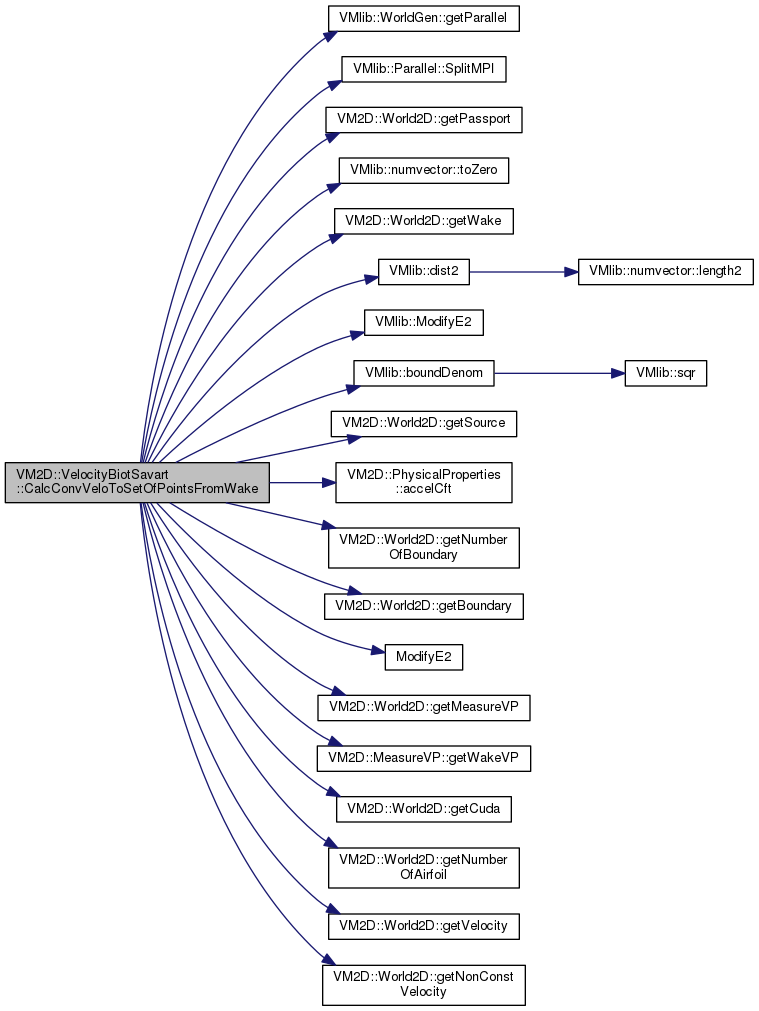 VMlib::WorldGen::getParallel
VMlib::Parallel::SplitMPI
VM2D::World2D::getPassport
VMlib::numvector::toZero
VM2D::World2D::getWake
VMlib::dist2
VMlib::numvector::length2
VMlib::ModifyE2
VMlib::boundDenom
VMlib::sqr
VM2D::World2D::getSource
VM2D::VelocityBiotSavart
::CalcConvVeloToSetOfPointsFromWake
VM2D::PhysicalProperties
::accelCft
VM2D::World2D::getNumber
OfBoundary
VM2D::World2D::getBoundary
ModifyE2
VM2D::World2D::getMeasureVP
VM2D::MeasureVP::getWakeVP
VM2D::World2D::getCuda
VM2D::World2D::getNumber
OfAirfoil
VM2D::World2D::getVelocity
VM2D::World2D::getNonConst
Velocity